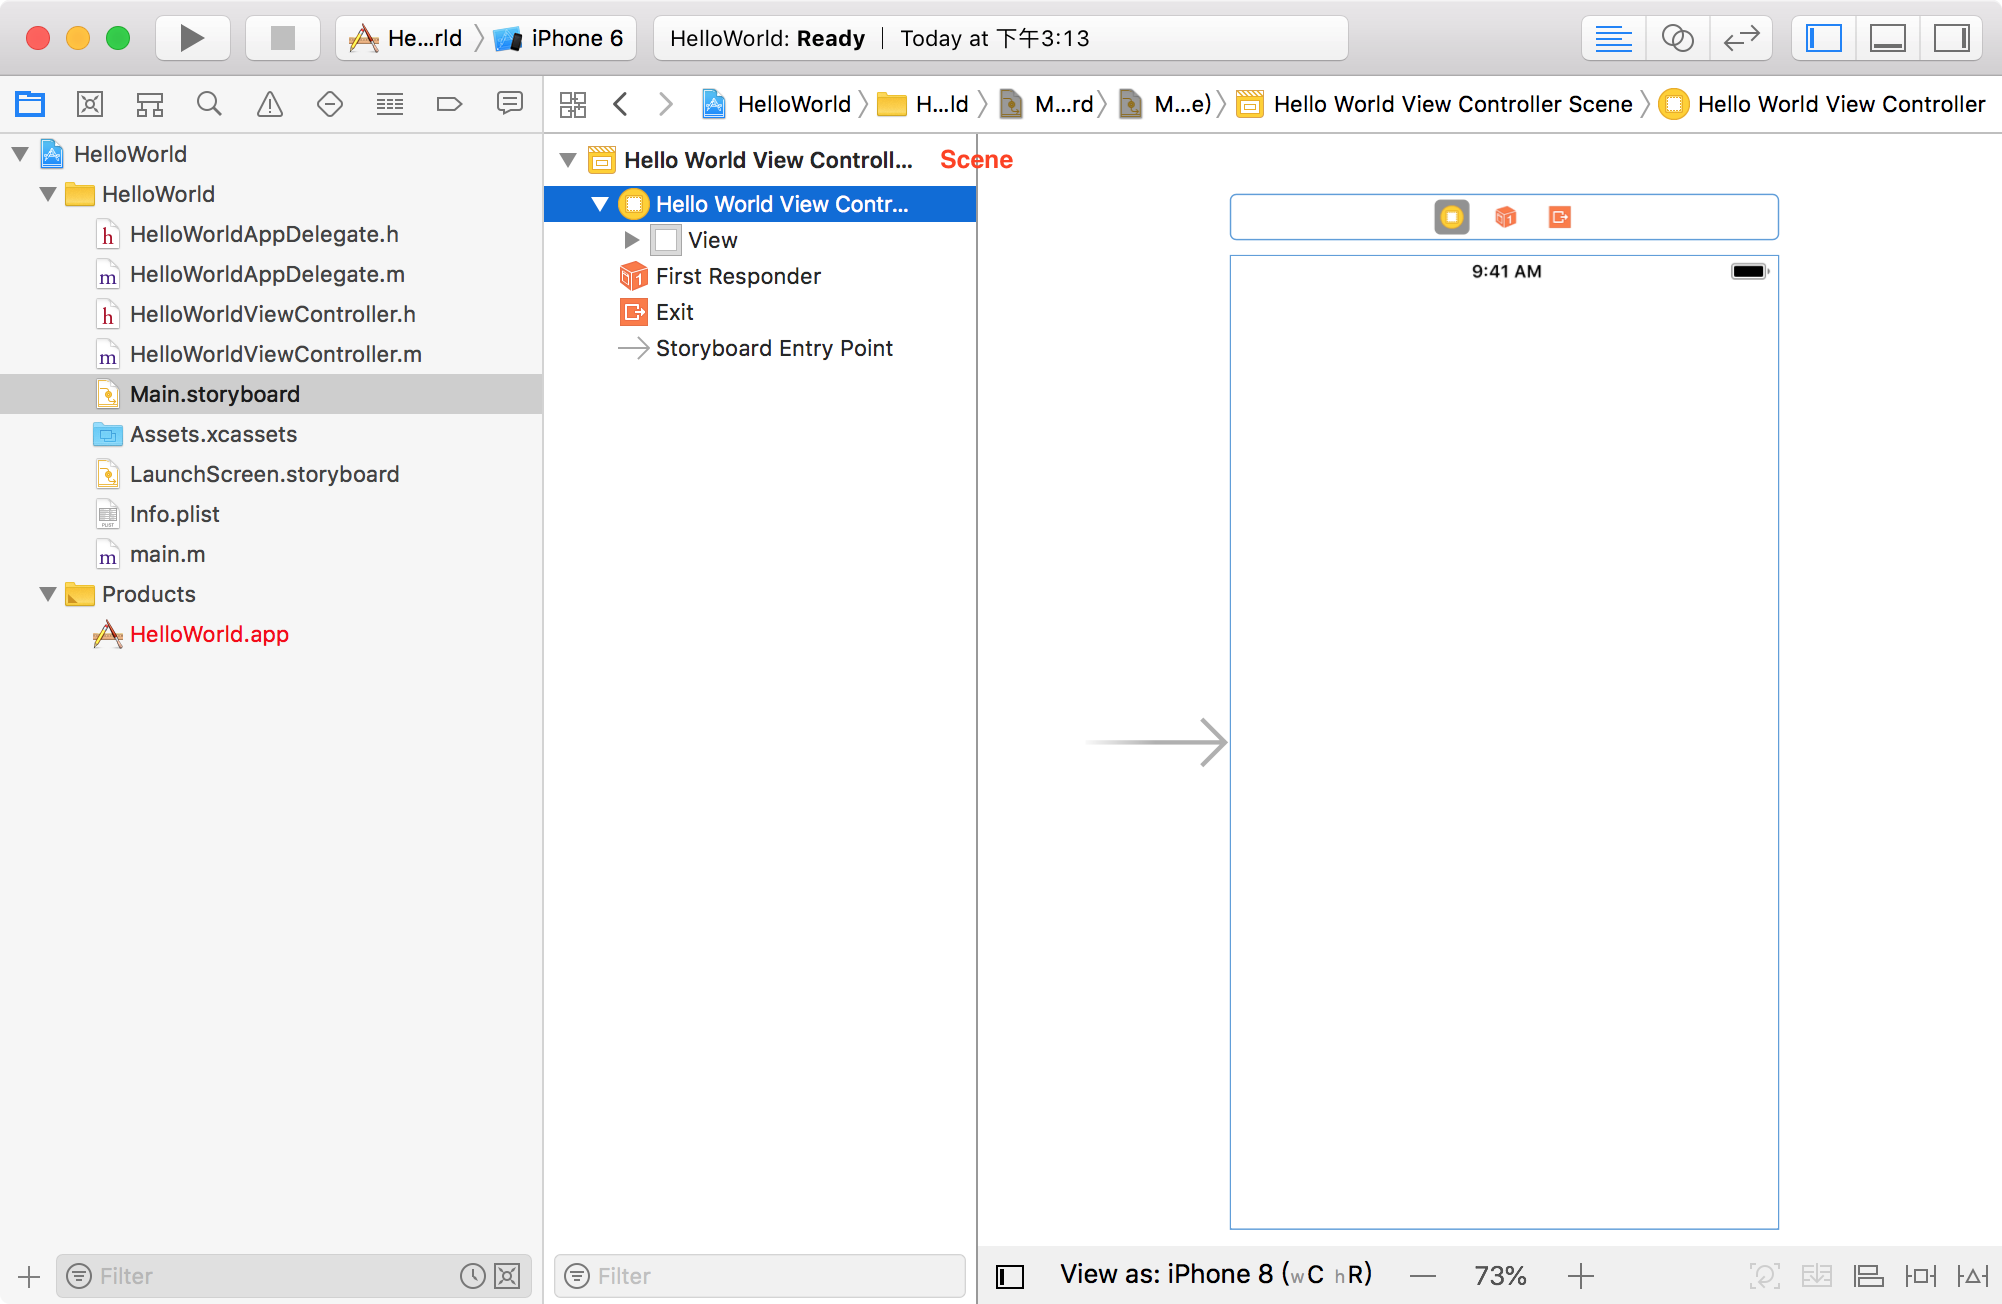 He...rld iPhone 6
HelloWorld: Ready | Today at 下午3:13
HelloWorld H...ld M...rd M...e) Hello World View Controller Scene Hello World View Controller
HelloWorld
HelloWorld
HelloWorldAppDelegate.h
HelloWorldAppDelegate.m
HelloWorldViewController.h
HelloWorldViewController.m
Main.storyboard
Assets.xcassets
LaunchScreen.storyboard
Info.plist
main.m
Products
HelloWorld.app
Filter
Hello World View Controll... Scene
Hello World View Contr...
View
First Responder
Exit
Storyboard Entry Point
Filter
9:41 AM
View as: iPhone 8 (wC hR) — 73% +